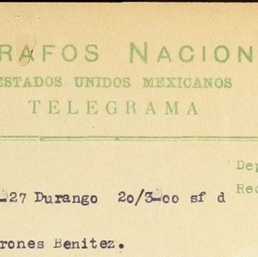 RAFOS NACION
ESTADOS UNIDOS MEXICANOS
TELEGRAMA
Dep
Rec
-27 Durango 20/3-00 sf d
rones Benitez.